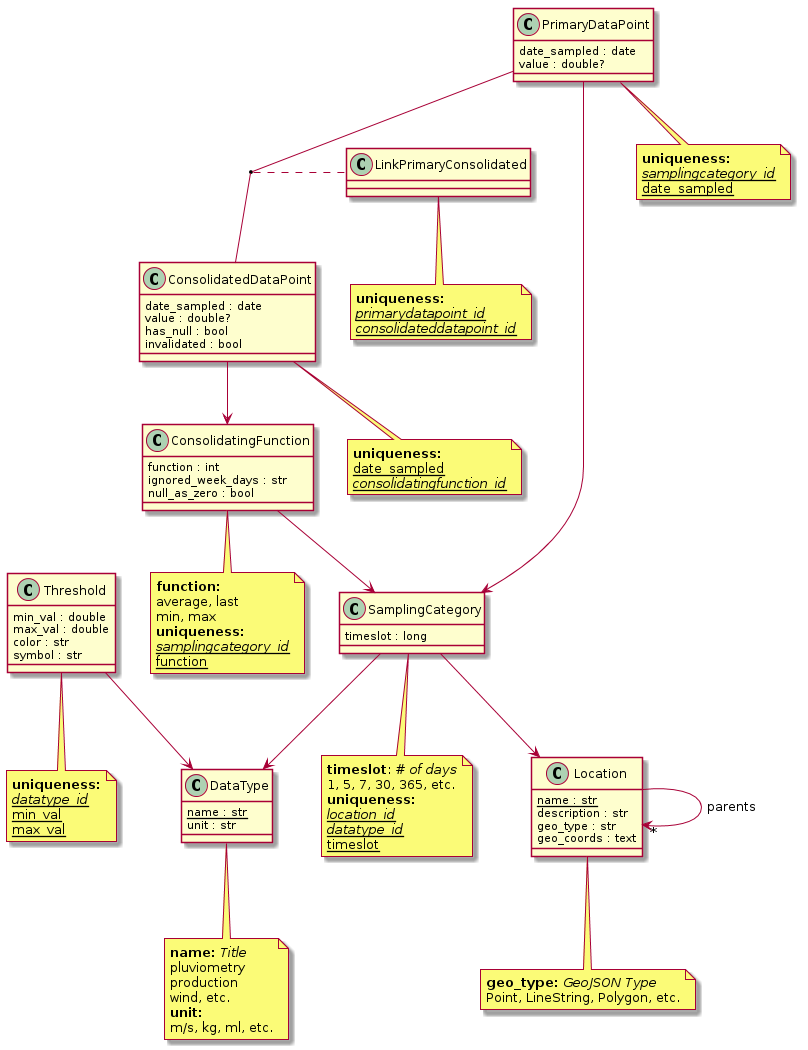 C PrimaryDataPoint
date_sampled : date
value : double?
uniqueness:
samplingcategory_id
date_sampled
C LinkPrimaryConsolidated
uniqueness:
primarydatapoint_id
consolidateddatapoint_id
C ConsolidatedDataPoint
date_sampled : date
value : double?
has_null : bool
invalidated : bool
uniqueness:
date_sampled
consolidatingfunction_id
C ConsolidatingFunction
function : int
ignored_week_days : str
null_as_zero : bool
function:
average, last
min, max
uniqueness:
samplingcategory_id
function
C Threshold
min_val : double
max_val : double
color : str
symbol : str
uniqueness:
datatype_id
min_val
max_val
C SamplingCategory
timeslot : long
timeslot: # of days
1, 5, 7, 30, 365, etc.
uniqueness:
location_id
datatype_id
timeslot
C DataType
name : str
unit : str
name: Title
pluviometry
production
wind, etc.
unit:
m/s, kg, ml, etc.
C Location
name : str
description : str
geo_type : str
geo_coords : text
parents
*
geo_type: GeoJSON Type
Point, LineString, Polygon, etc.